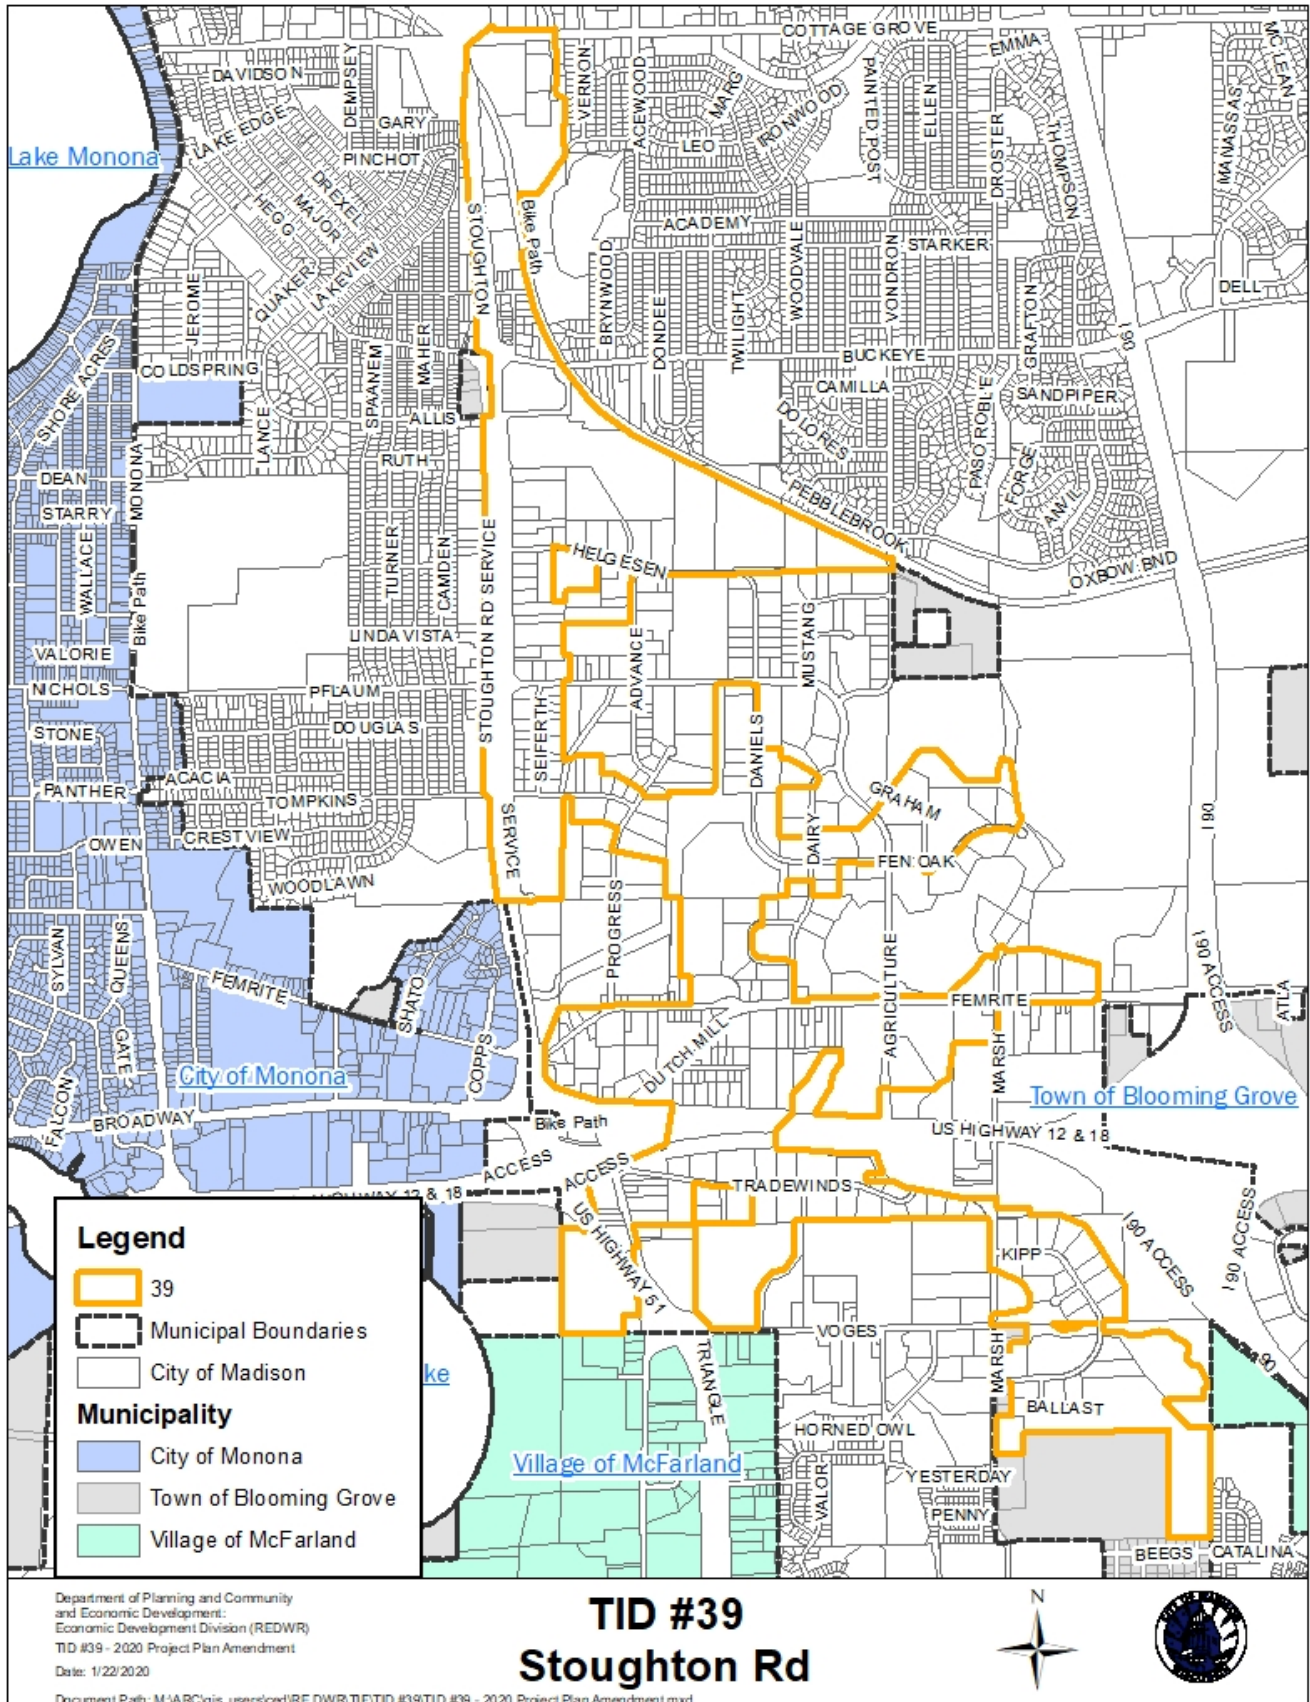 COTTAGE GROVE
EMMA
MC LEAN
DAVIDSON
DEMPSEY
VERNON
ACEWOOD
MARG
IRONWOOD
PAINTED POST
ELLEN
MANASSAS
LAKE EDGE
GARY
LEO
DROSTER
THOMPSON
Lake Monona
PINCHOT
DREXEL
MAJOR
HEGG
STOUGHTON
Bike Path
ACADEMY
WOODVALE
VONDRON
STARKER
QUAKER
LAKEVIEW
JEROME
BRYNWOOD
DONDEE
TWILIGHT
GRAFTON
DELL
I 90
SHORE ACRES
COLDSPRING
SPAANEM
MAHER
BUCKEYE
CAMILLA
SANDPIPER
LANCE
ALLIS
DOLORES
PASO ROBLE
RUTH
FORGE
ANVIL
DEAN
MONONA
STARRY
PEBBLEBROOK
WALLACE
TURNER
CAMDEN
STOUGHTON RD SERVICE
HELGESEN
OXBOW BND
Bike Path
LINDA VISTA
ADVANCE
MUSTANG
VALORIE
NICHOLS
PFLAUM
DOUGLAS
SEIFERTH
DANIELS
STONE
ACACIA
PANTHER
TOMPKINS
GRAHAM
SERVICE
I 90
OWEN
CRESTVIEW
DAIRY
FEN OAK
WOODLAWN
PROGRESS
SYLVAN
QUEENS
AGRICULTURE
I 90 ACCESS
FEMRITE
SHATO
FEMRITE
ATLA
GATE
COPPS
DUTCH MILL
MARSH
City of Monona
FALCON
Town of Blooming Grove
BROADWAY
Bike Path
US HIGHWAY 12 & 18
ACCESS
ACCESS
HIGHWAY 12 & 18
TRADEWINDS
US HIGHWAY 51
KIPP
I 90 ACCESS
I 90 ACCESS
VOGES
MARSH
I 90
TRIANGLE
ke
BALLAST
HORNED OWL
Village of McFarland
VALOR
YESTERDAY
PENNY
BEEGS
CATALINA
Legend
39
Municipal Boundaries
City of Madison
Municipality
City of Monona
Town of Blooming Grove
Village of McFarland
Department of Planning and Community
and Economic Development:
Economic Development Division (REDWR)
TID #39 - 2020 Project Plan Amendment
Date: 1/22/2020
TID #39
Stoughton Rd
N